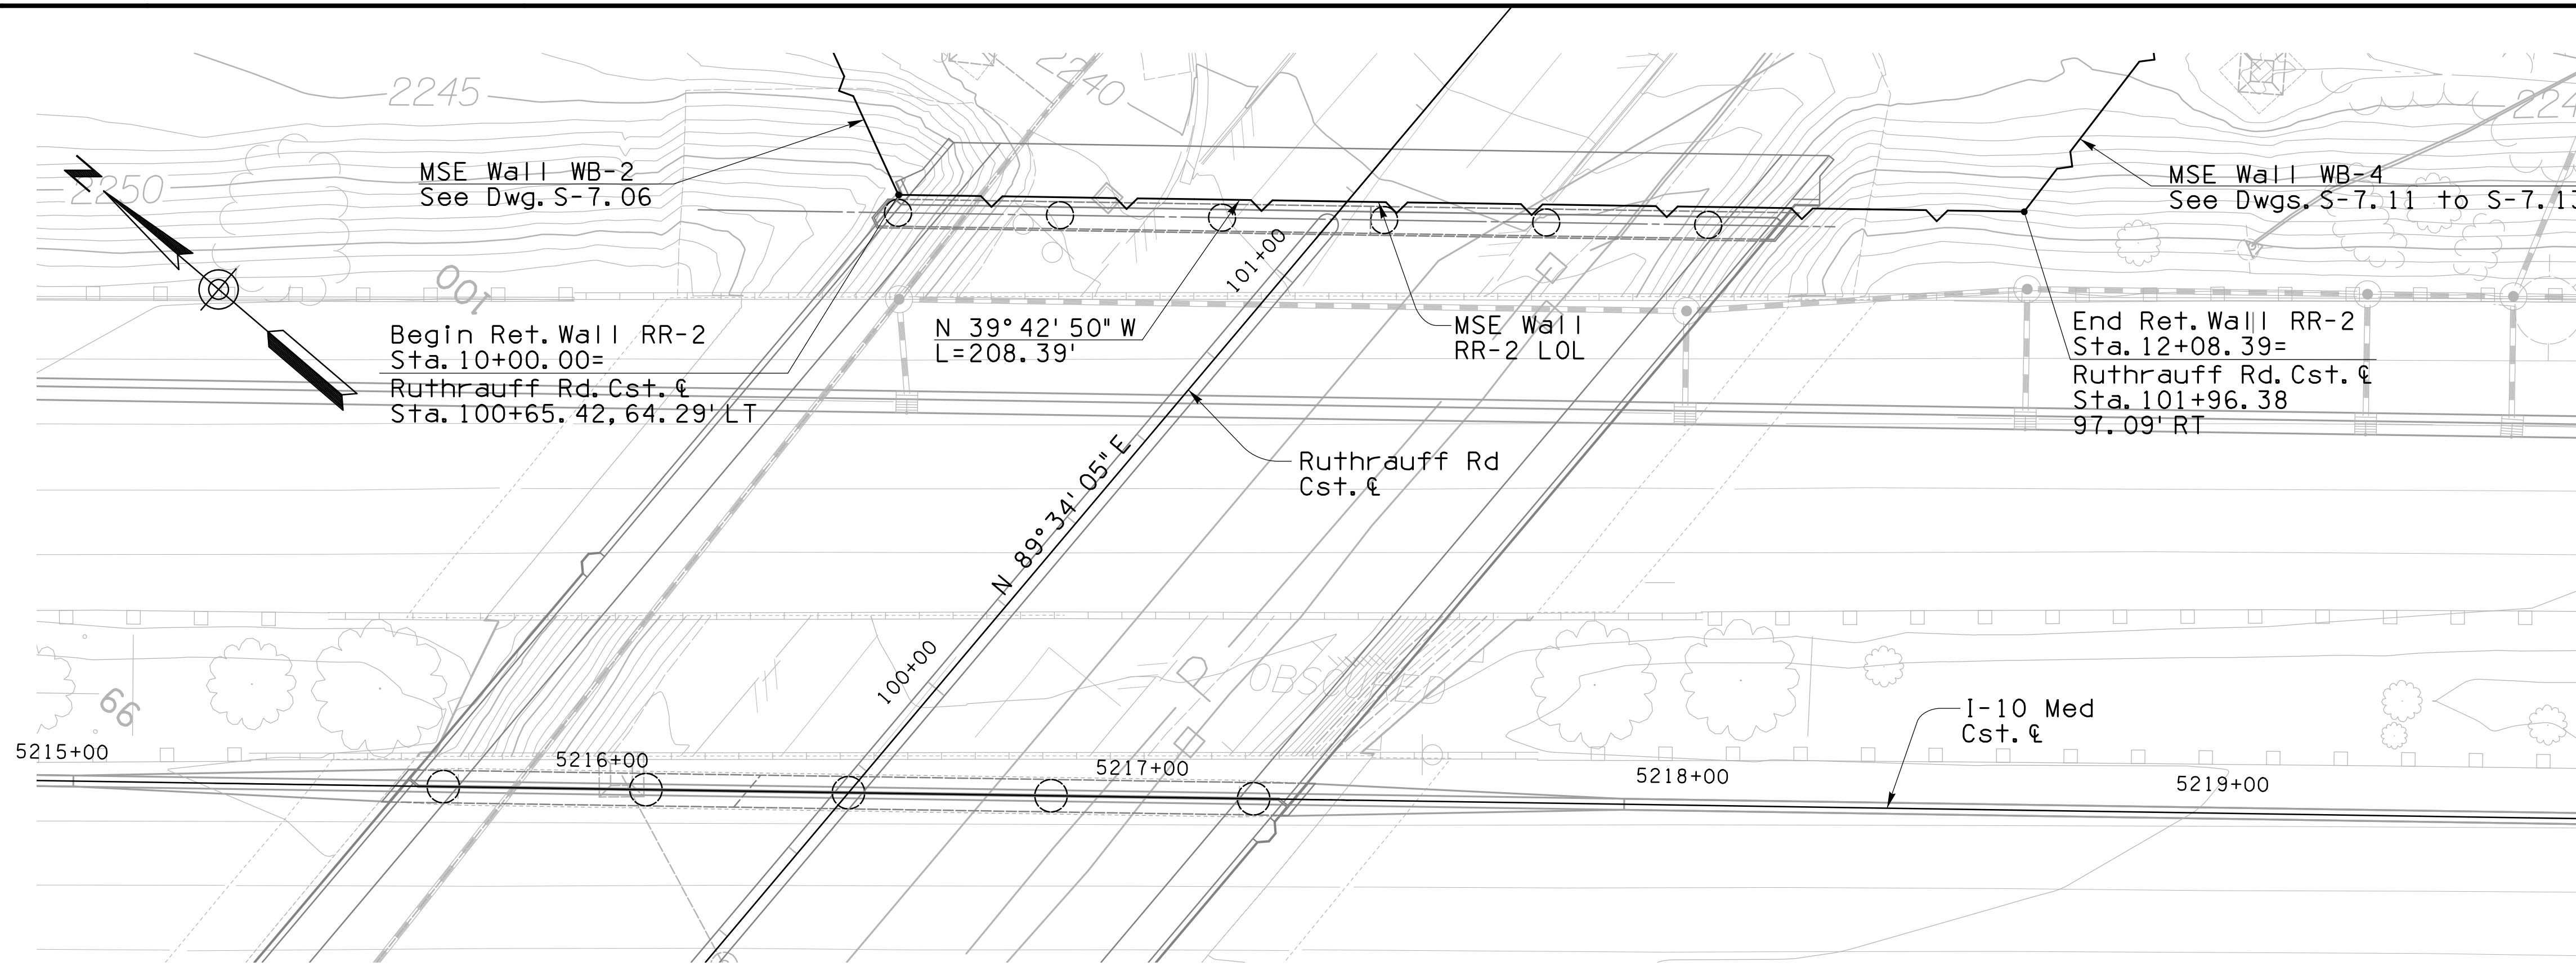 2245
2240
2250
MSE Wall WB-2
See Dwg. S-7.06
MSE Wall WB-4
See Dwgs. S-7.11 to S-7.13
100
101+00
Begin Ret. Wall RR-2
Sta. 10+00.00=
Ruthrauff Rd. Cst. ℄
Sta. 100+65.42, 64.29' LT
N 39°42'50" W
L=208.39'
MSE Wall
RR-2 LOL
End Ret. Wall RR-2
Sta. 12+08.39=
Ruthrauff Rd. Cst. ℄
Sta. 101+96.38
97.09' RT
N 89°34'05" E
Ruthrauff Rd
Cst. ℄
100+00
P
OBSCURED
99
I-10 Med
Cst. ℄
5215+00
5216+00
5217+00
5218+00
5219+00